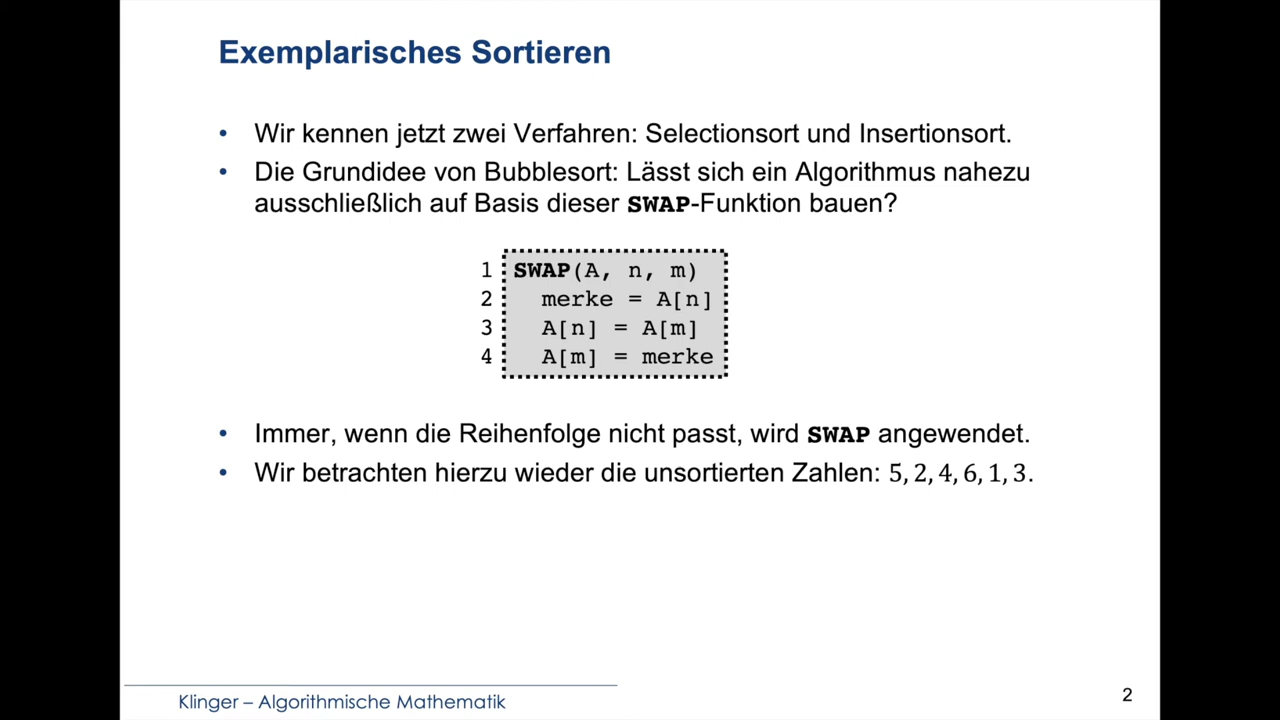 Exemplarisches Sortieren
• Wir kennen jetzt zwei Verfahren: Selectionsort und Insertionsort.
• Die Grundidee von Bubblesort: Lässt sich ein Algorithmus nahezu
ausschließlich auf Basis dieser SWAP-Funktion bauen?
1 SWAP(A, n, m)
2 merke = A[n]
3 A[n] = A[m]
4 A[m] = merke
• Immer, wenn die Reihenfolge nicht passt, wird SWAP angewendet.
• Wir betrachten hierzu wieder die unsortierten Zahlen: 5, 2, 4, 6, 1, 3.
Klinger – Algorithmische Mathematik
2